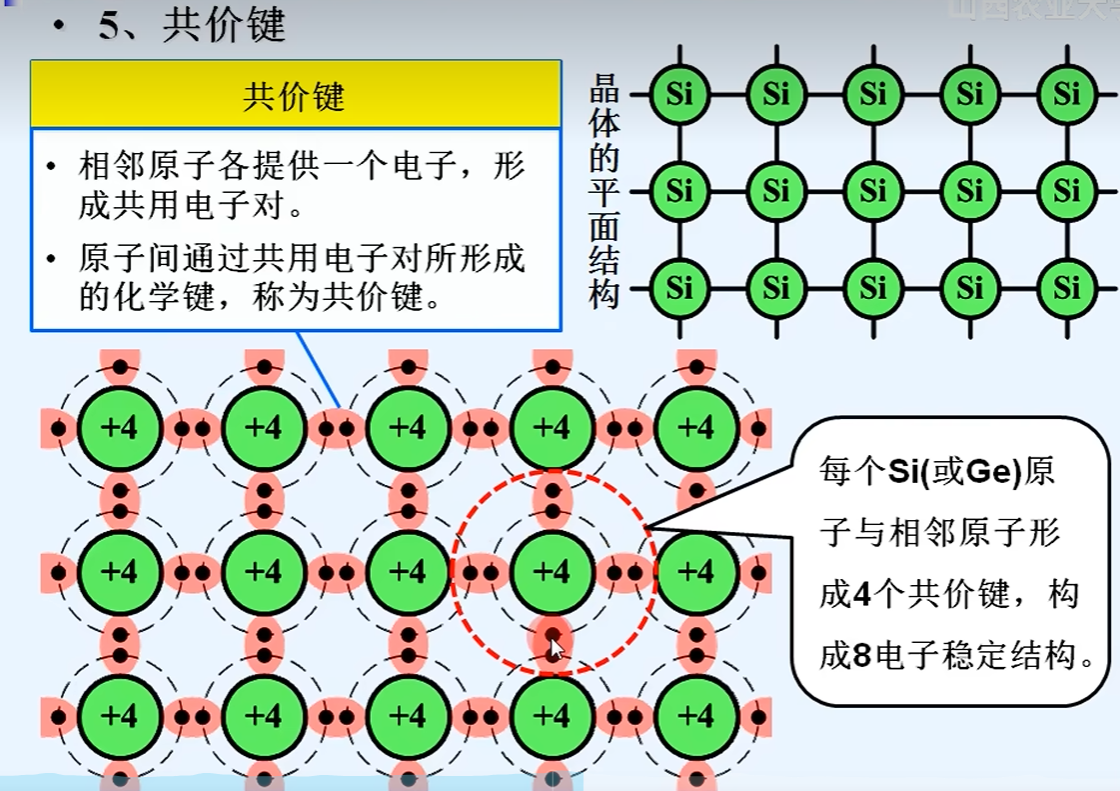 山西农业大学
• 5、共价键
共价键
• 相邻原子各提供一个电子，形
成共用电子对。
• 原子间通过共用电子对所形成
的化学键，称为共价键。
晶体的平面结构
Si Si Si Si Si
Si Si Si Si Si
Si Si Si Si Si
+4 +4 +4 +4 +4
+4 +4 +4 +4 +4
+4 +4 +4 +4 +4
每个Si(或Ge)原
子与相邻原子形
成4个共价键，构
成8电子稳定结构。